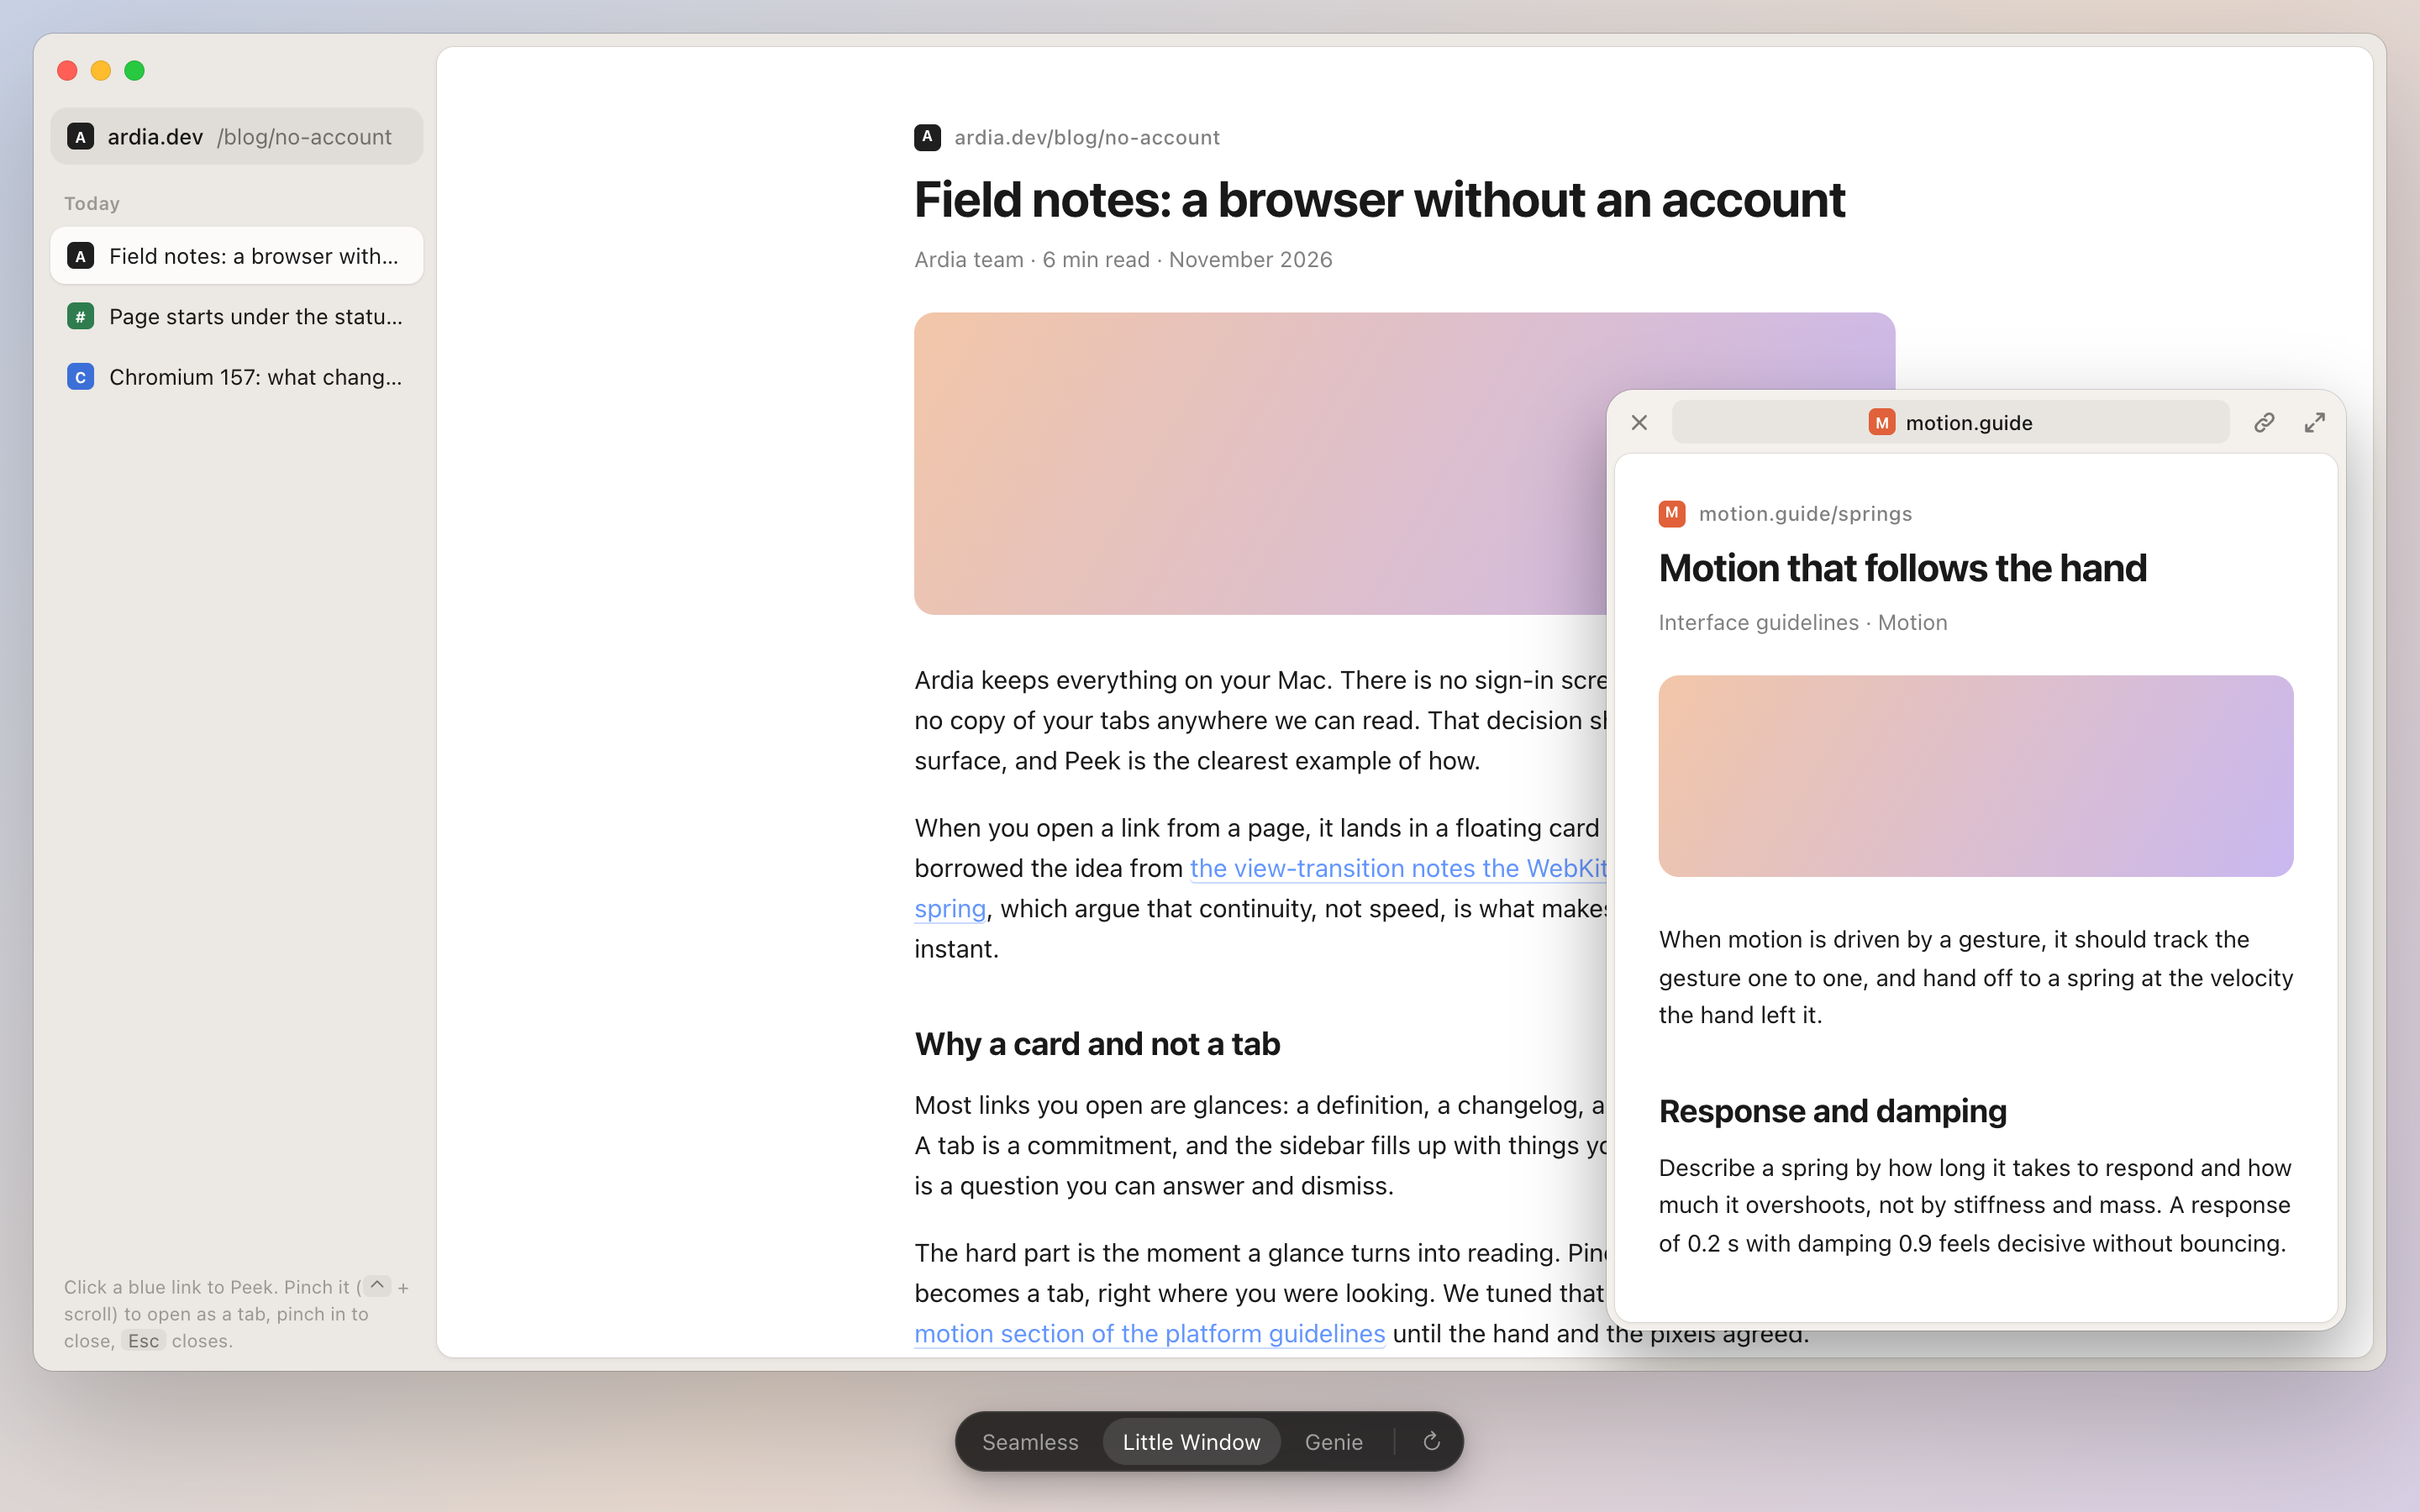 A ardia.dev /blog/no-account
Today
A Field notes: a browser with...
# Page starts under the statu...
C Chromium 157: what chang...
Click a blue link to Peek. Pinch it (^ +
scroll) to open as a tab, pinch in to
close, Esc closes.
A ardia.dev/blog/no-account
Field notes: a browser without an account
Ardia team · 6 min read · November 2026
Ardia keeps everything on your Mac. There is no sign-in
no copy of your tabs anywhere we can read. That decision
surface, and Peek is the clearest example of how.
When you open a link from a page, it lands in a floating card
borrowed the idea from the view-transition notes the WebKit
spring, which argue that continuity, not speed, is what makes
instant.
Why a card and not a tab
Most links you open are glances: a definition, a changelog, a
A tab is a commitment, and the sidebar fills up with things
is a question you can answer and dismiss.
The hard part is the moment a glance turns into reading.
becomes a tab, right where you were looking. We tuned that
motion section of the platform guidelines until the hand and the pixels agreed.
M motion.guide
M motion.guide/springs
Motion that follows the hand
Interface guidelines · Motion
When motion is driven by a gesture, it should track the
gesture one to one, and hand off to a spring at the velocity
the hand left it.
Response and damping
Describe a spring by how long it takes to respond and how
much it overshoots, not by stiffness and mass. A response
of 0.2 s with damping 0.9 feels decisive without bouncing.
Seamless Little Window Genie